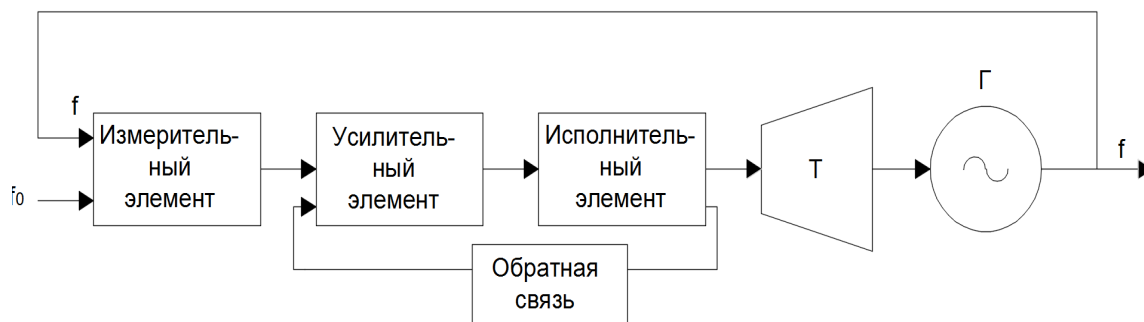 Г
f
f
Измеритель-
ный
элемент
Усилитель-
ный
элемент
Исполнитель-
ный
элемент
Т
f0
Обратная
связь